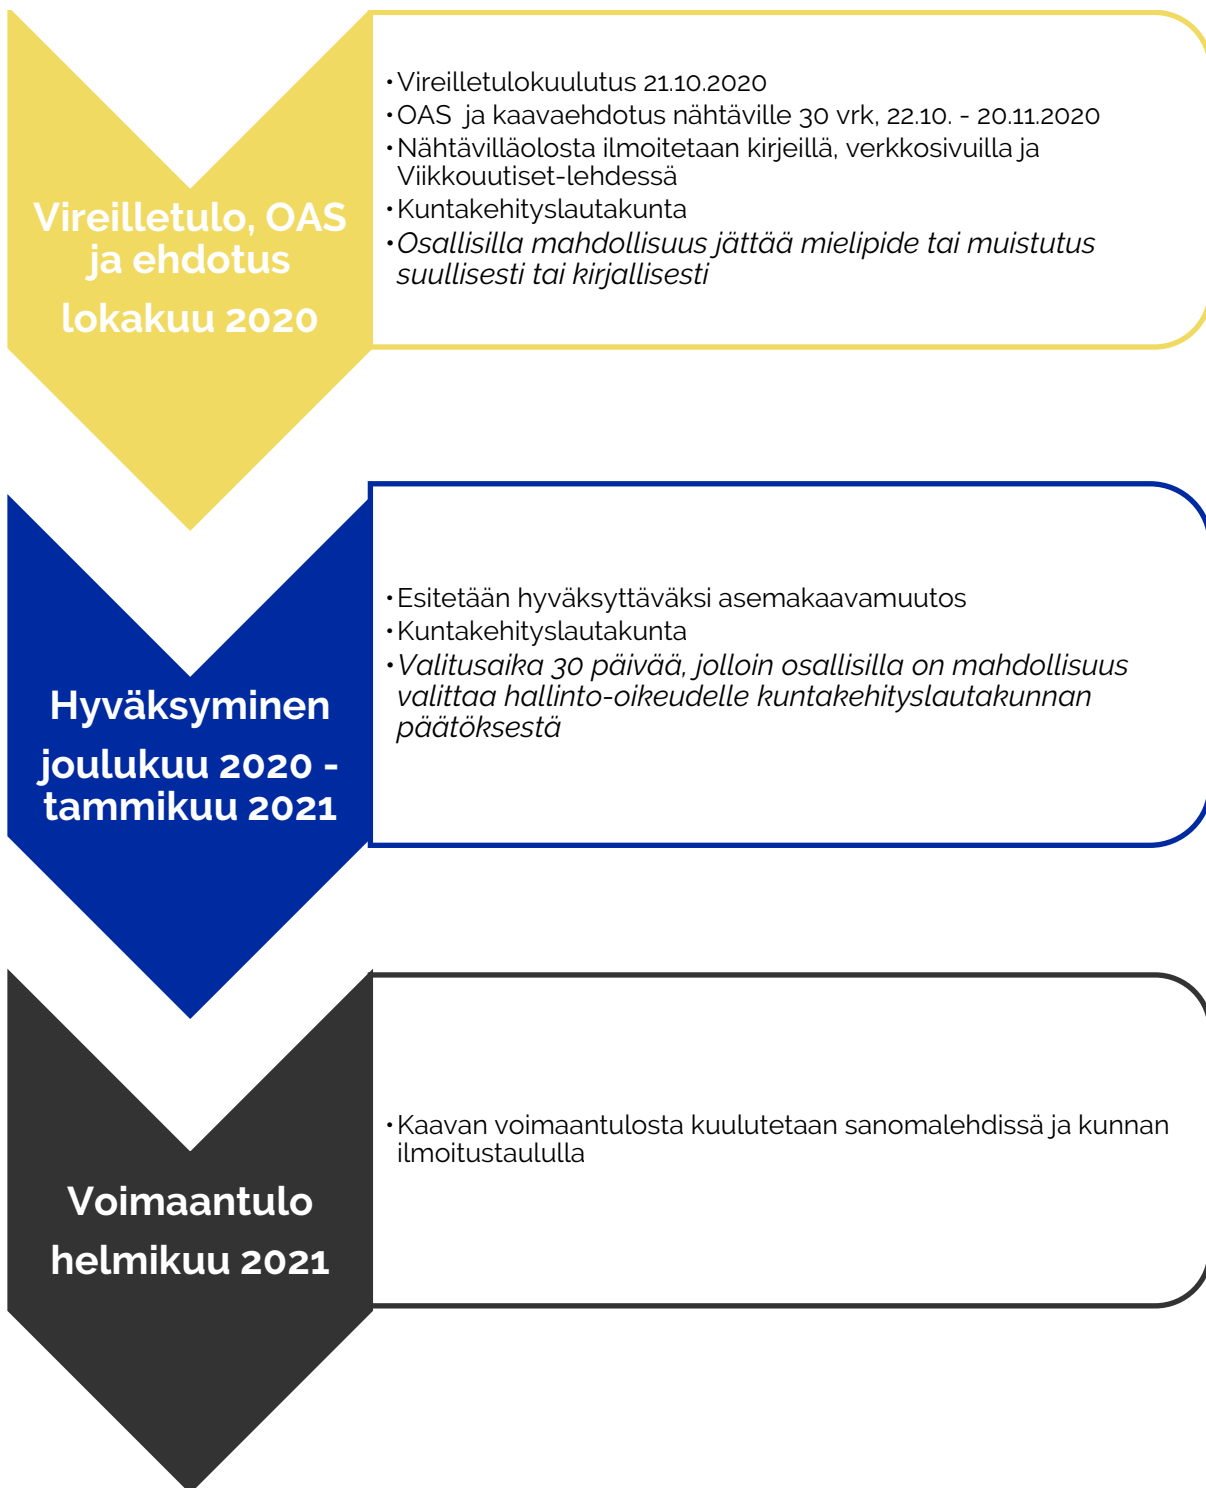 Vireilletulo, OAS
ja ehdotus
lokakuu 2020
•Vireilletulokuulutus 21.10.2020
•OAS ja kaavaehdotus nähtäville 30 vrk, 22.10. - 20.11.2020
•Nähtävilläolosta ilmoitetaan kirjeillä, verkkosivuilla ja
Viikkouutiset-lehdessä
•Kuntakehityslautakunta
•Osallisilla mahdollisuus jättää mielipide tai muistutus
suullisesti tai kirjallisesti
Hyväksyminen
joulukuu 2020 -
tammikuu 2021
•Esitetään hyväksyttäväksi asemakaavamuutos
•Kuntakehityslautakunta
•Valitusaika 30 päivää, jolloin osallisilla on mahdollisuus
valittaa hallinto-oikeudelle kuntakehityslautakunnan
päätöksestä
Voimaantulo
helmikuu 2021
•Kaavan voimaantulosta kuulutetaan sanomalehdissä ja kunnan
ilmoitustaululla